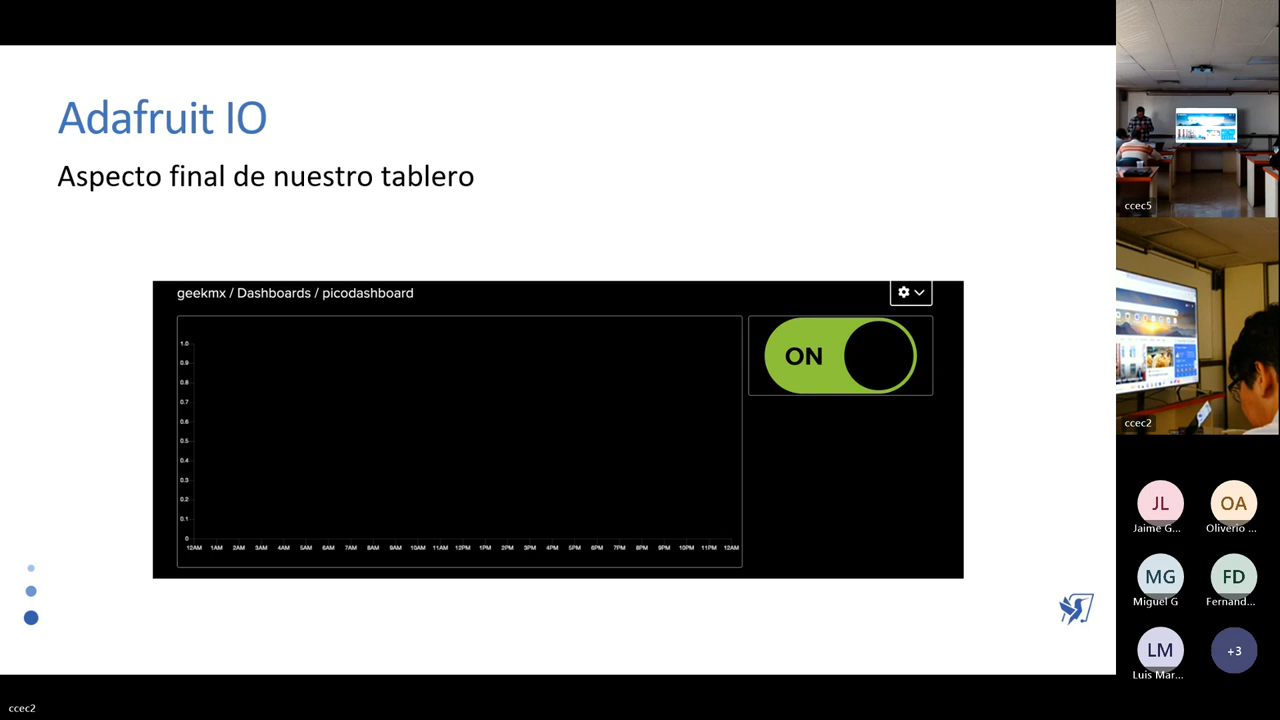 Adafruit IO
Aspecto final de nuestro tablero
geekmx / Dashboards / picodashboard
ON
1.0
0.9
0.8
0.7
0.6
0.5
0.4
0.3
0.2
0.1
0
12AM 1AM 2AM 3AM 4AM 5AM 6AM 7AM 8AM 9AM 10AM 11AM 12PM 1PM 2PM 3PM 4PM 5PM 6PM 7PM 8PM 9PM 10PM 11PM 12AM
ccec5
ccec2
JL
Jaime G...
OA
Oliverio ...
MG
Miguel G
FD
Fernand...
LM
Luis Mar...
+3
ccec2